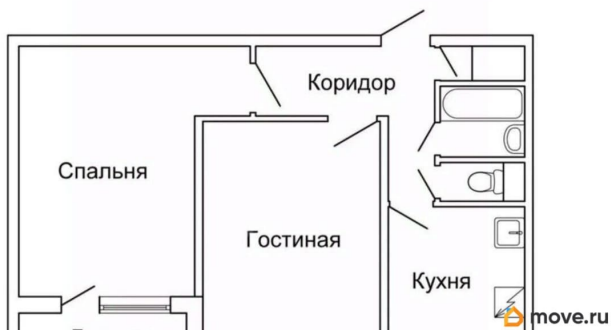 Коридор
Спальня
Гостиная
Кухня
move.ru